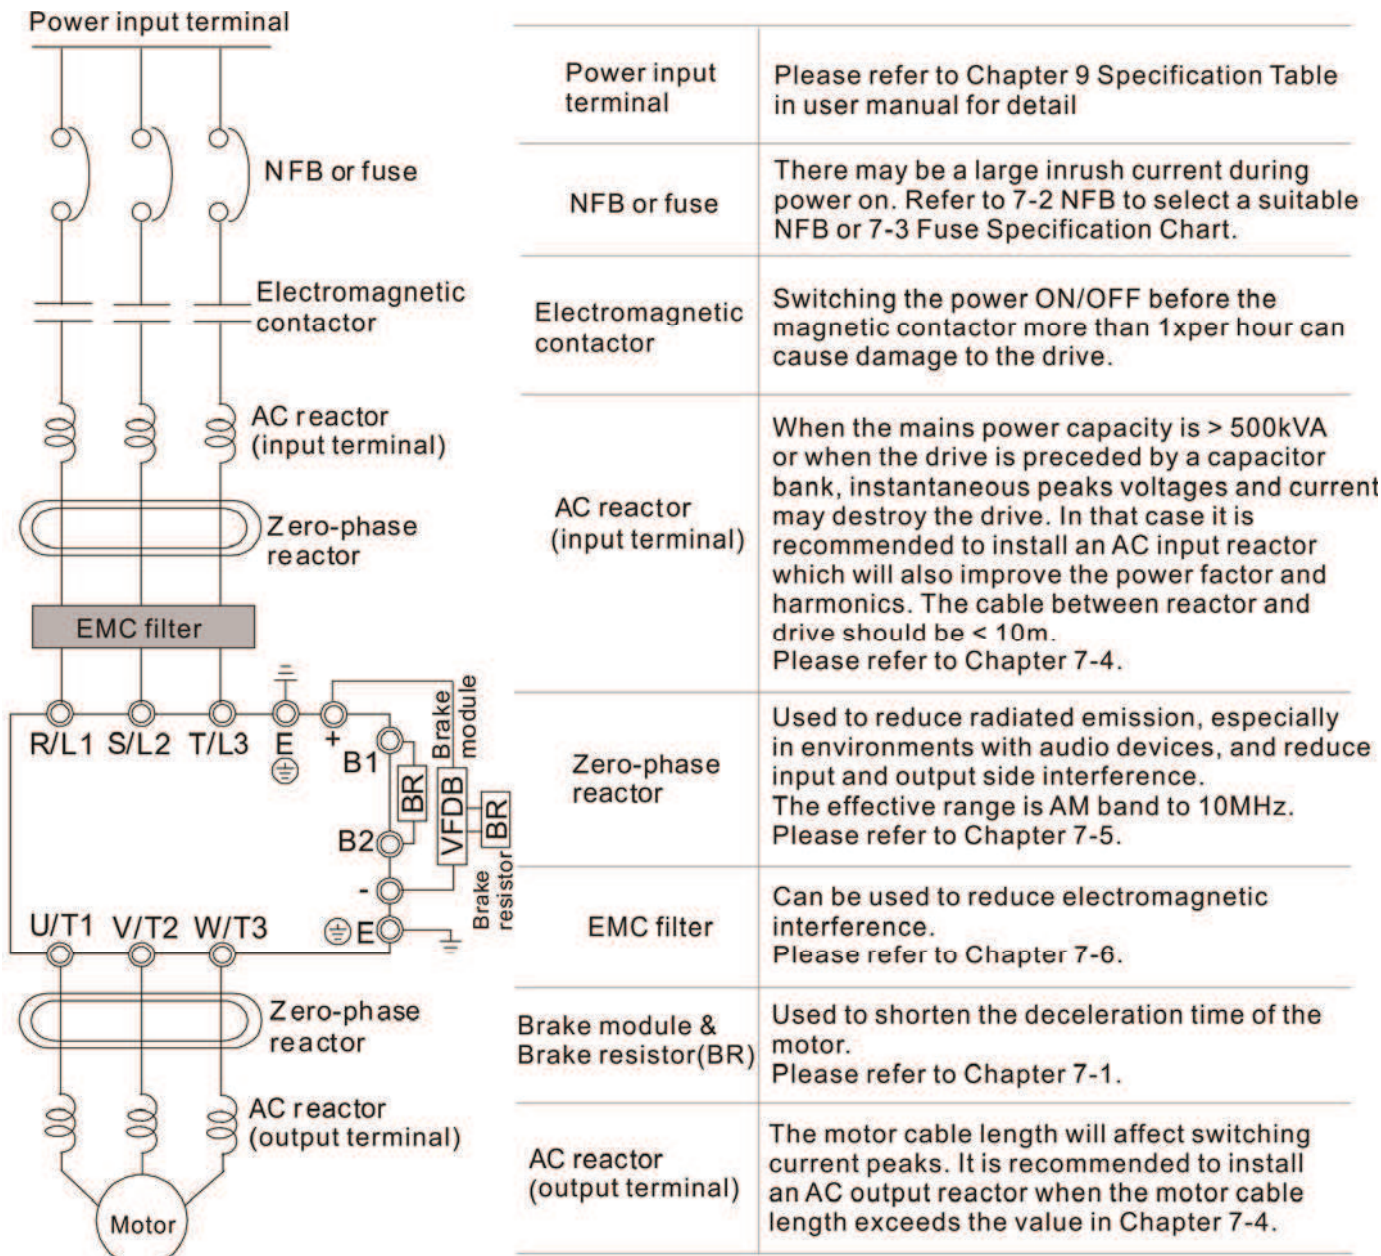 Power input terminal
NFB or fuse
Electromagnetic
contactor
AC reactor
(input terminal)
Zero-phase
reactor
EMC filter
R/L1 S/L2 T/L3 E +
B1
BR
B2
-
E
Brake
module
VFDB
BR
Brake
resistor
U/T1 V/T2 W/T3
Zero-phase
reactor
AC reactor
(output terminal)
Motor
Power input
terminal
Please refer to Chapter 9 Specification Table
in user manual for detail
NFB or fuse
There may be a large inrush current during
power on. Refer to 7-2 NFB to select a suitable
NFB or 7-3 Fuse Specification Chart.
Electromagnetic
contactor
Switching the power ON/OFF before the
magnetic contactor more than 1xper hour can
cause damage to the drive.
AC reactor
(input terminal)
When the mains power capacity is > 500kVA
or when the drive is preceded by a capacitor
bank, instantaneous peaks voltages and current
may destroy the drive. In that case it is
recommended to install an AC input reactor
which will also improve the power factor and
harmonics. The cable between reactor and
drive should be < 10m.
Please refer to Chapter 7-4.
Zero-phase
reactor
Used to reduce radiated emission, especially
in environments with audio devices, and reduce
input and output side interference.
The effective range is AM band to 10MHz.
Please refer to Chapter 7-5.
EMC filter
Can be used to reduce electromagnetic
interference.
Please refer to Chapter 7-6.
Brake module &
Brake resistor(BR)
Used to shorten the deceleration time of the
motor.
Please refer to Chapter 7-1.
AC reactor
(output terminal)
The motor cable length will affect switching
current peaks. It is recommended to install
an AC output reactor when the motor cable
length exceeds the value in Chapter 7-4.